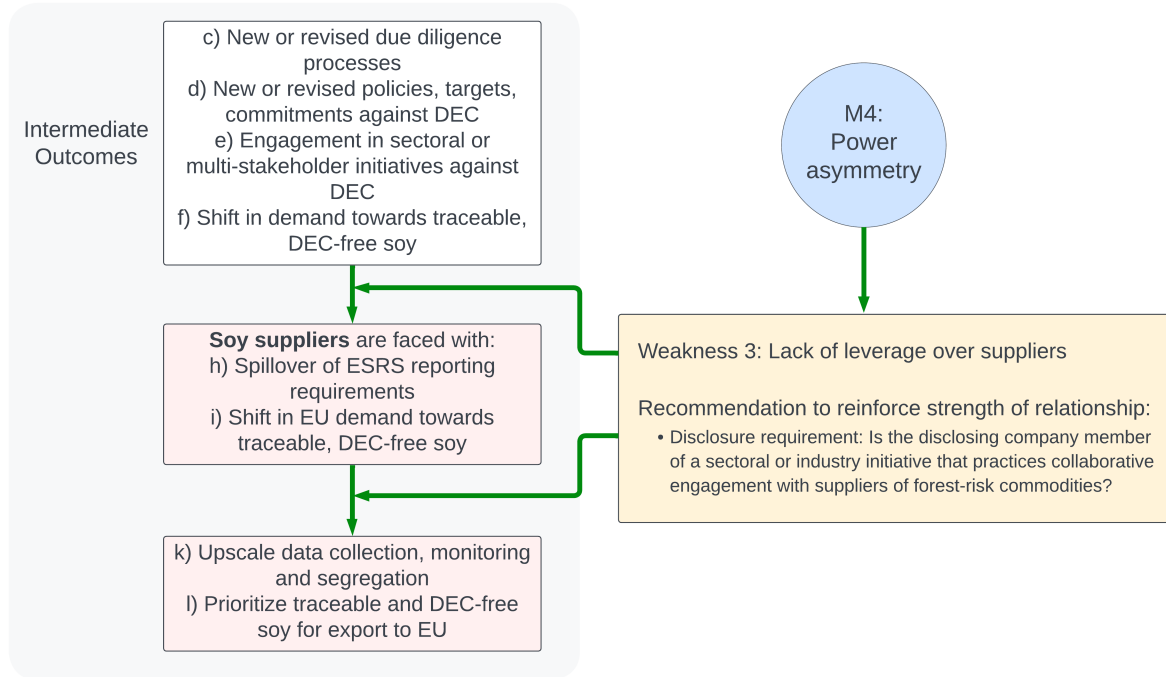 Intermediate
Outcomes
c) New or revised due diligence
processes
d) New or revised policies, targets,
commitments against DEC
e) Engagement in sectoral or
multi-stakeholder initiatives against
DEC
f) Shift in demand towards traceable,
DEC-free soy
Soy suppliers are faced with:
h) Spillover of ESRS reporting
requirements
i) Shift in EU demand towards
traceable, DEC-free soy
k) Upscale data collection, monitoring
and segregation
l) Prioritize traceable and DEC-free
soy for export to EU
M4:
Power
asymmetry
Weakness 3: Lack of leverage over suppliers
Recommendation to reinforce strength of relationship:
• Disclosure requirement: Is the disclosing company member
of a sectoral or industry initiative that practices collaborative
engagement with suppliers of forest-risk commodities?